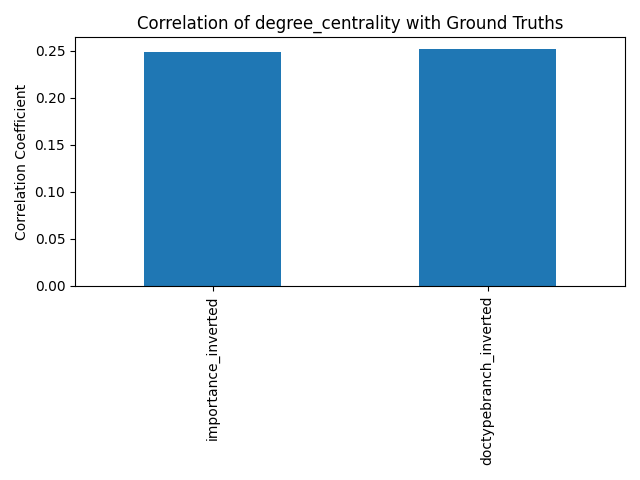 Correlation of degree_centrality with Ground Truths
Correlation Coefficient
0.25
0.20
0.15
0.10
0.05
0.00
importance_inverted
doctypebranch_inverted